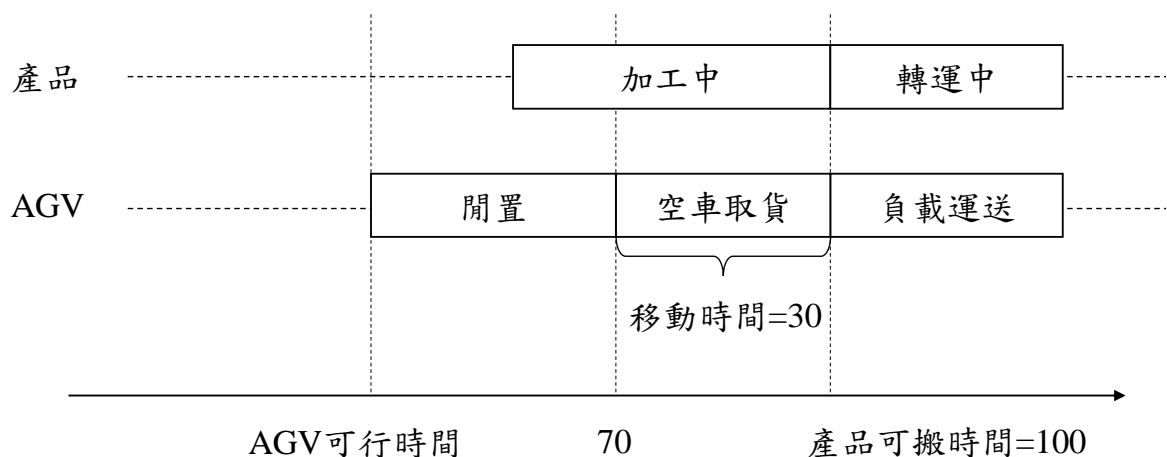 產品
加工中
轉運中
AGV
閒置
空車取貨
負載運送
移動時間=30
AGV可行時間
70
產品可搬時間=100